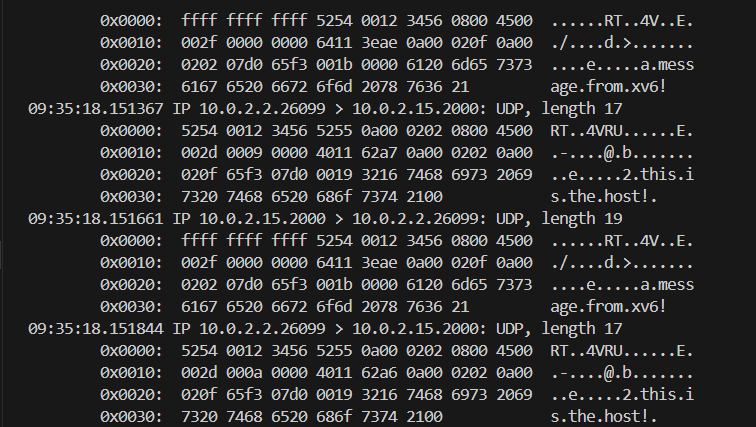 0x0000:  ffff ffff ffff 5254 0012 3456 0800 4500  ......RT..4V..E.
0x0010:  002f 0000 0000 6411 3eae 0a00 020f 0a00  ./....d.>.......
0x0020:  0202 07d0 65f3 001b 0000 6120 6d65 7373  ....e.....a.mess
0x0030:  6167 6520 6672 6f6d 2078 7636 21  age.from.xv6!
09:35:18.151367 IP 10.0.2.2.26099 > 10.0.2.15.2000: UDP, length 17
0x0000:  5254 0012 3456 5255 0a00 0202 0800 4500  RT..4VRU......E.
0x0010:  002d 0009 0000 4011 62a7 0a00 0202 0a00  .-....@.b.......
0x0020:  020f 65f3 07d0 0019 3216 7468 6973 2069  ..e.....2.this.i
0x0030:  7320 7468 6520 686f 7374 2100  s.the.host!.
09:35:18.151661 IP 10.0.2.15.2000 > 10.0.2.2.26099: UDP, length 19
0x0000:  ffff ffff ffff 5254 0012 3456 0800 4500  ......RT..4V..E.
0x0010:  002f 0000 0000 6411 3eae 0a00 020f 0a00  ./....d.>.......
0x0020:  0202 07d0 65f3 001b 0000 6120 6d65 7373  ....e.....a.mess
0x0030:  6167 6520 6672 6f6d 2078 7636 21  age.from.xv6!
09:35:18.151844 IP 10.0.2.2.26099 > 10.0.2.15.2000: UDP, length 17
0x0000:  5254 0012 3456 5255 0a00 0202 0800 4500  RT..4VRU......E.
0x0010:  002d 000a 0000 4011 62a6 0a00 0202 0a00  .-....@.b.......
0x0020:  020f 65f3 07d0 0019 3216 7468 6973 2069  ..e.....2.this.i
0x0030:  7320 7468 6520 686f 7374 2100  s.the.host!.